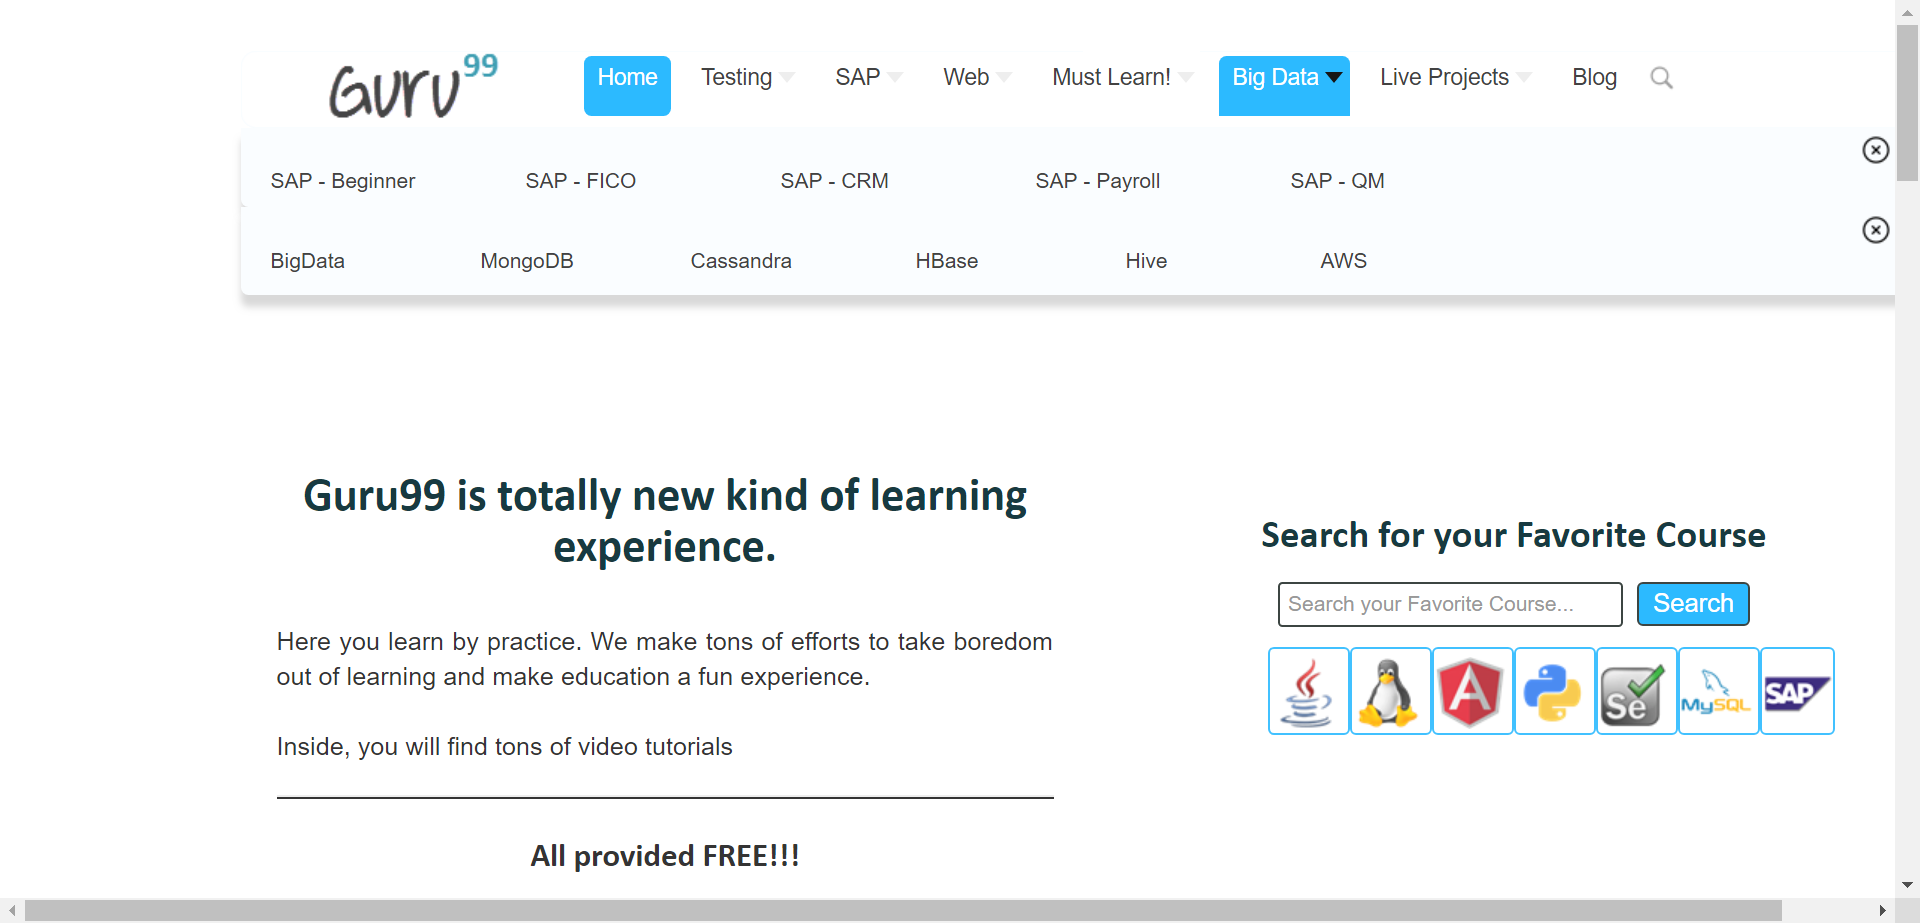 Guru99
Home Testing SAP Web Must Learn! Big Data Live Projects Blog
SAP - Beginner SAP - FICO SAP - CRM SAP - Payroll SAP - QM
BigData MongoDB Cassandra HBase Hive AWS
Guru99 is totally new kind of learning
experience.
Here you learn by practice. We make tons of efforts to take boredom
out of learning and make education a fun experience.
Inside, you will find tons of video tutorials
All provided FREE!!!
Search for your Favorite Course
Search your Favorite Course... Search
A Se MySQL SAP